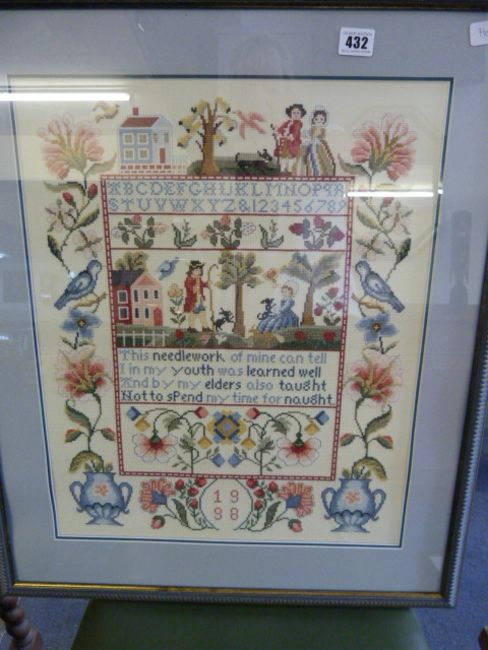 432
ABCDEFGHIJKLMNOPQR
STUVWXYZ&123456789
This needlework of mine can tell
I in my youth was learned well
And by my elders also taught
Not to spend my time for naught
19
98